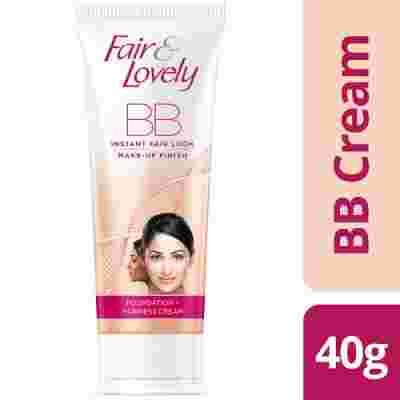 Fair &
Lovely
BB
INSTANT FAIR LOOK
MAKE-UP FINISH
FOUNDATION +
FAIRNESS CREAM
BB Cream
40g